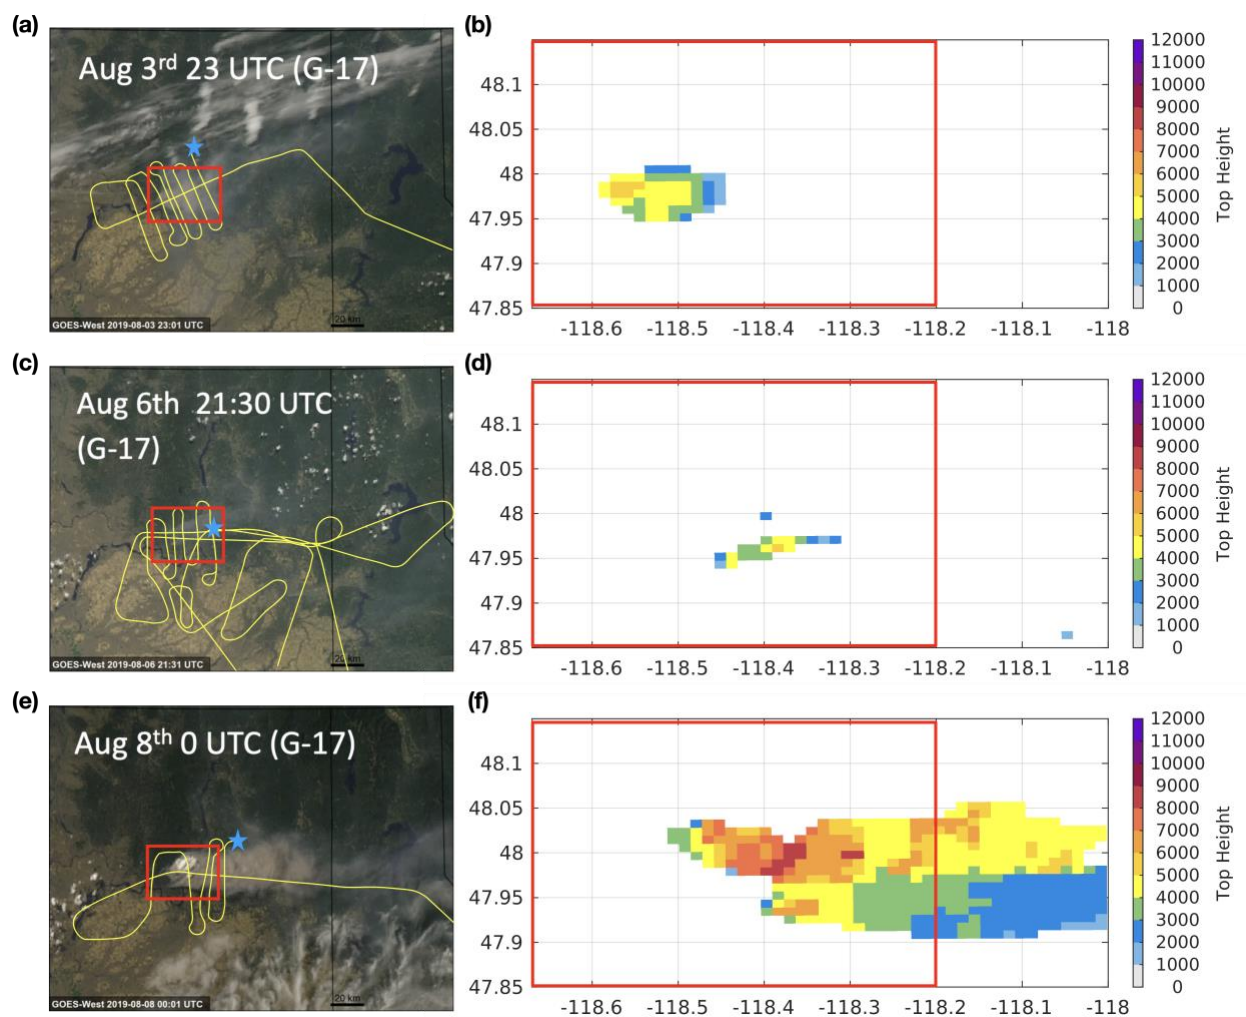 (a)
Aug 3rd 23 UTC (G-17)
GOES-West 2019-08-03 23:01 UTC
20 km
(b)
48.1
48.05
48
47.95
47.9
47.85
-118.6 -118.5 -118.4 -118.3 -118.2 -118.1 -118
12000
11000
10000
9000
8000
7000
6000
5000
4000
3000
2000
1000
0
Top Height
(c)
Aug 6th 21:30 UTC
(G-17)
GOES-West 2019-08-06 21:31 UTC
20 km
(d)
48.1
48.05
48
47.95
47.9
47.85
-118.6 -118.5 -118.4 -118.3 -118.2 -118.1 -118
12000
11000
10000
9000
8000
7000
6000
5000
4000
3000
2000
1000
0
Top Height
(e)
Aug 8th 0 UTC (G-17)
GOES-West 2019-08-08 00:01 UTC
20 km
(f)
48.1
48.05
48
47.95
47.9
47.85
-118.6 -118.5 -118.4 -118.3 -118.2 -118.1 -118
12000
11000
10000
9000
8000
7000
6000
5000
4000
3000
2000
1000
0
Top Height